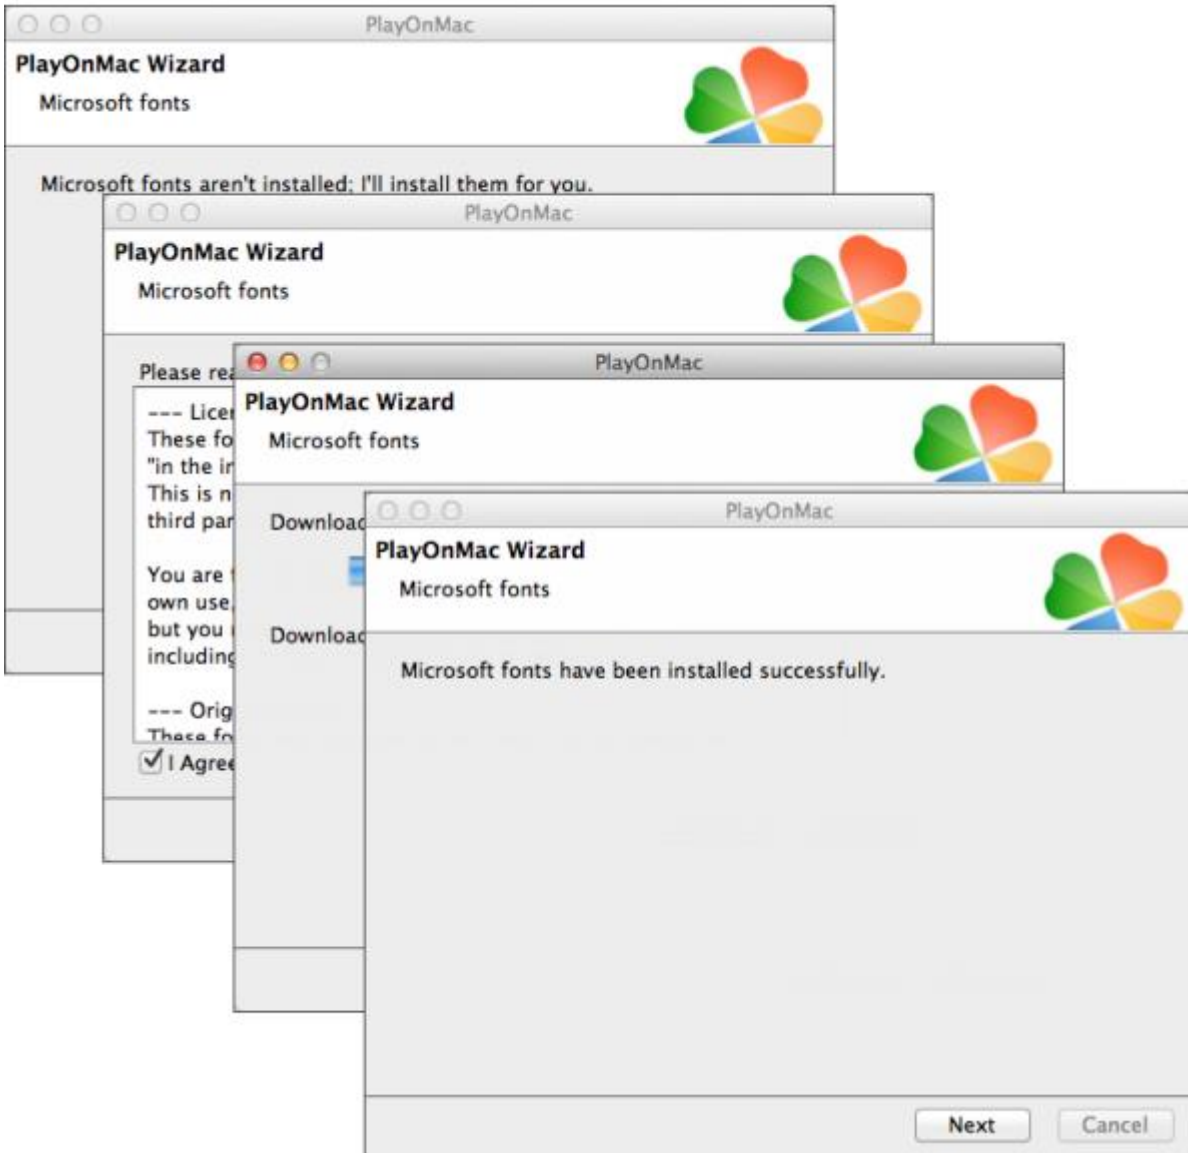 PlayOnMac
PlayOnMac Wizard
Microsoft fonts
Microsoft fonts aren't installed; I'll install them for you.
PlayOnMac
PlayOnMac Wizard
Microsoft fonts
Please rea
--- Licen
These fo
"in the in
This is n
third par
You are
own use,
but you
including
--- Orig
These fo
I Agree
PlayOnMac
PlayOnMac Wizard
Microsoft fonts
Download
Download
PlayOnMac
PlayOnMac Wizard
Microsoft fonts
Microsoft fonts have been installed successfully.
Next
Cancel